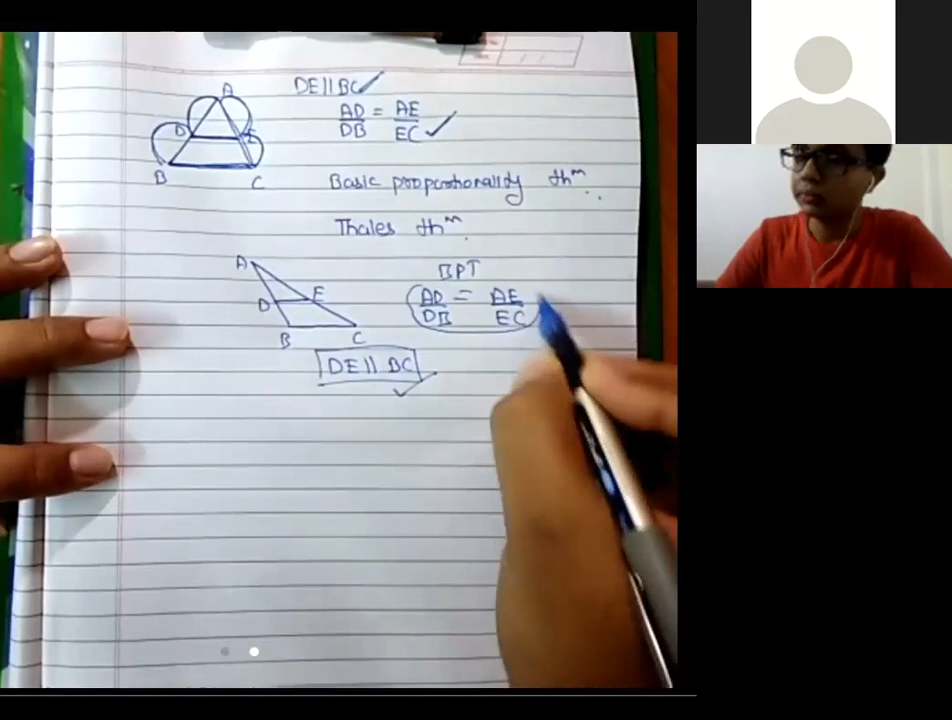 A
DE || BC ✓
AD/DB = AE/EC ✓
D E
B C
Basic proportionality thᵐ.
Thales thᵐ.
A
BPT
D E
AD/DB = AE/EC
B C
DE || BC ✓